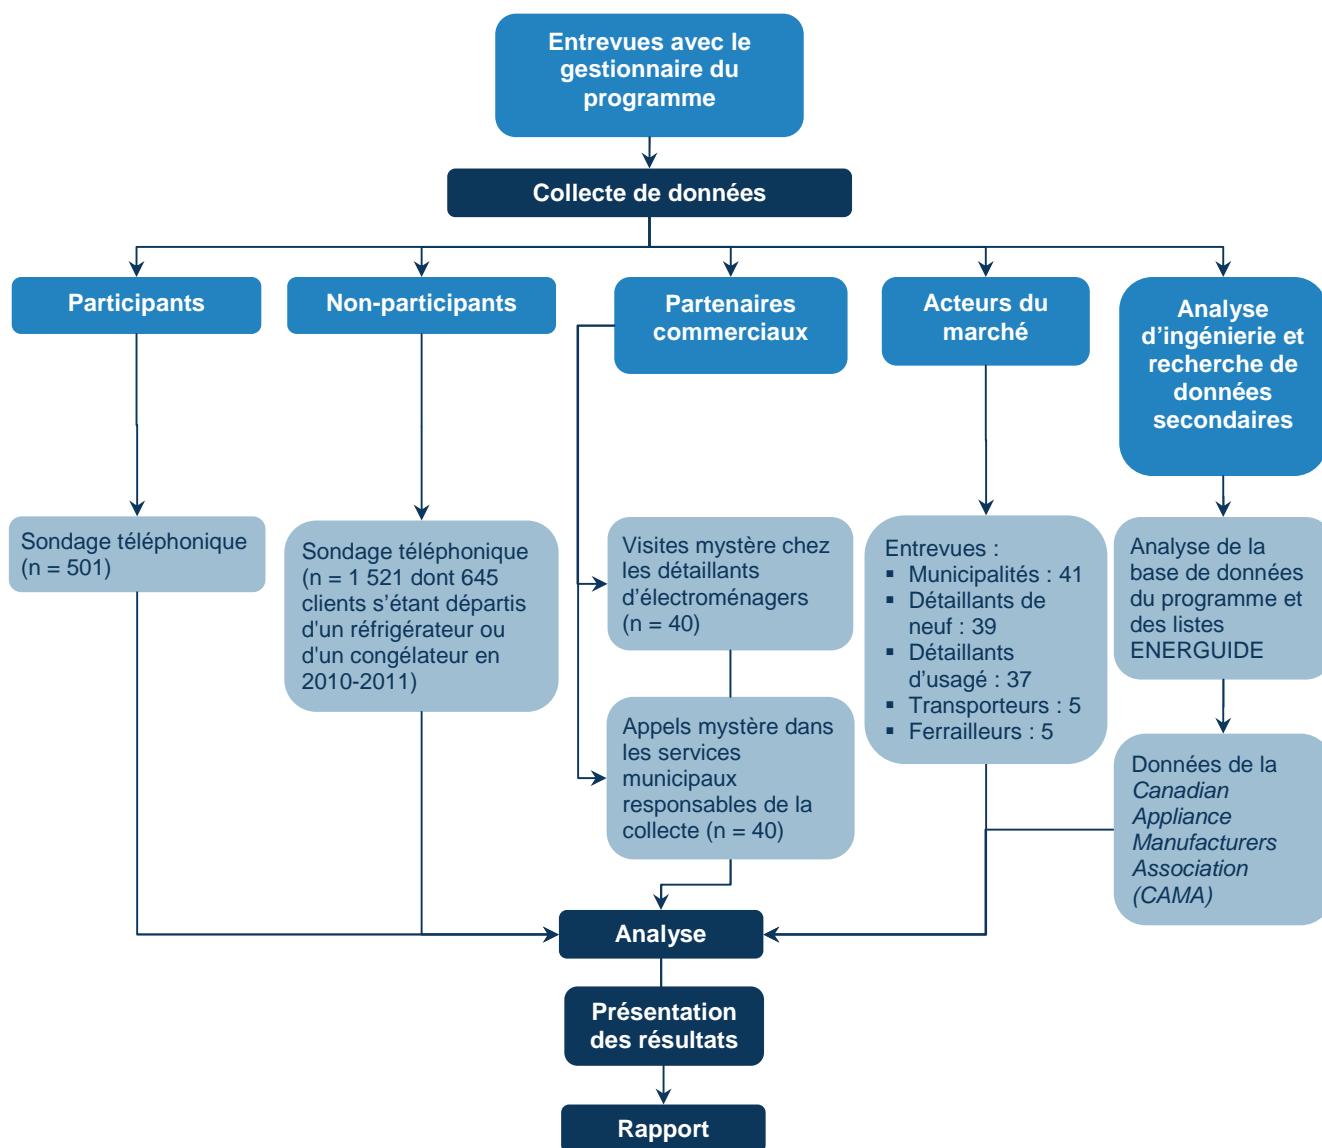 Entrevues avec le
gestionnaire du
programme
Collecte de données
Participants
Non-participants
Partenaires
commerciaux
Acteurs du
marché
Analyse
d’ingénierie et
recherche de
données
secondaires
Sondage téléphonique
(n = 501)
Sondage téléphonique
(n = 1 521 dont 645
clients s’étant départis
d'un réfrigérateur ou
d'un congélateur en
2010-2011)
Visites mystère chez
les détaillants
d’électroménagers
(n = 40)
Appels mystère dans
les services
municipaux
responsables de la
collecte (n = 40)
Entrevues :
▪ Municipalités : 41
▪ Détaillants de
neuf : 39
▪ Détaillants
d’usagé : 37
▪ Transporteurs : 5
▪ Ferrailleurs : 5
Analyse de la
base de données
du programme et
des listes
ENERGUIDE
Données de la
Canadian
Appliance
Manufacturers
Association
(CAMA)
Analyse
Présentation
des résultats
Rapport